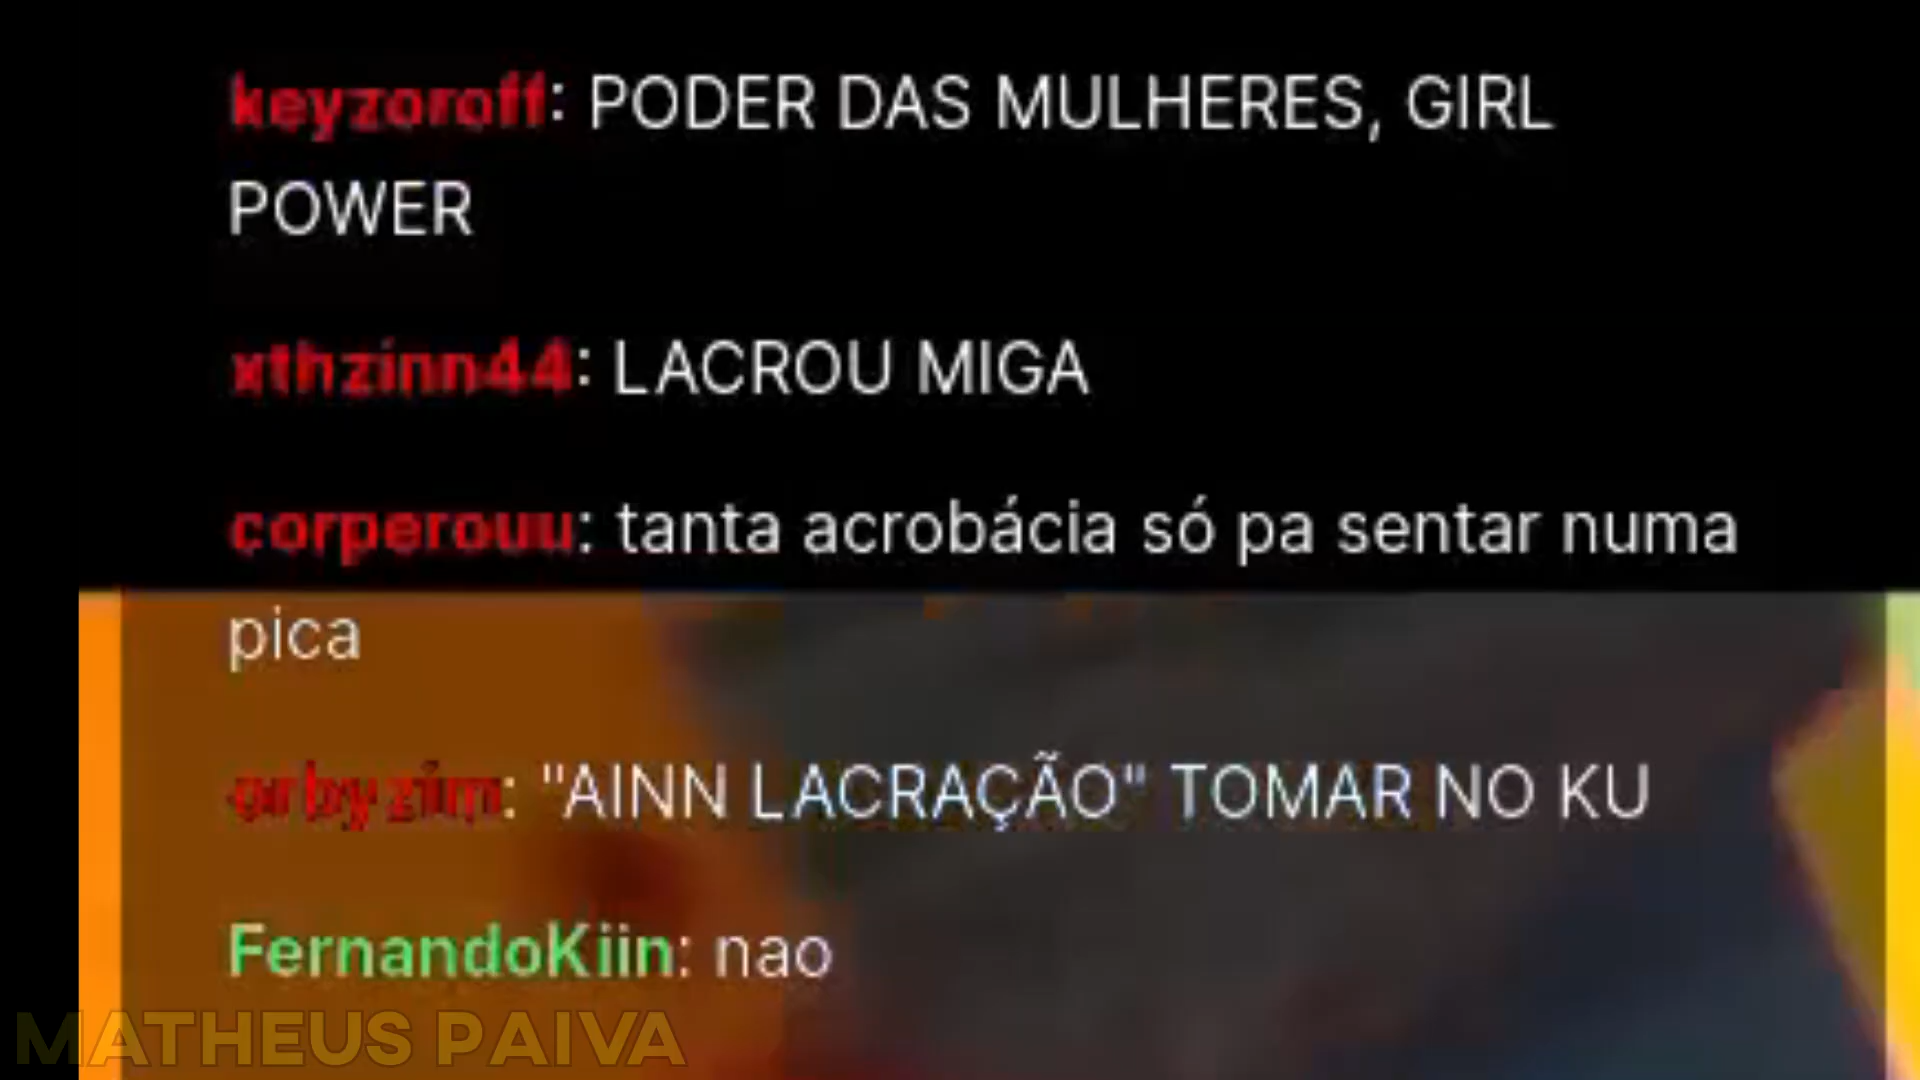 keyzoroff: PODER DAS MULHERES, GIRL
POWER
xthzinn44: LACROU MIGA
corperouu: tanta acrobácia só pa sentar numa
pica
orbyzim: "AINN LACRAÇÃO" TOMAR NO KU
FernandoKiin: nao
MATHEUS PAIVA